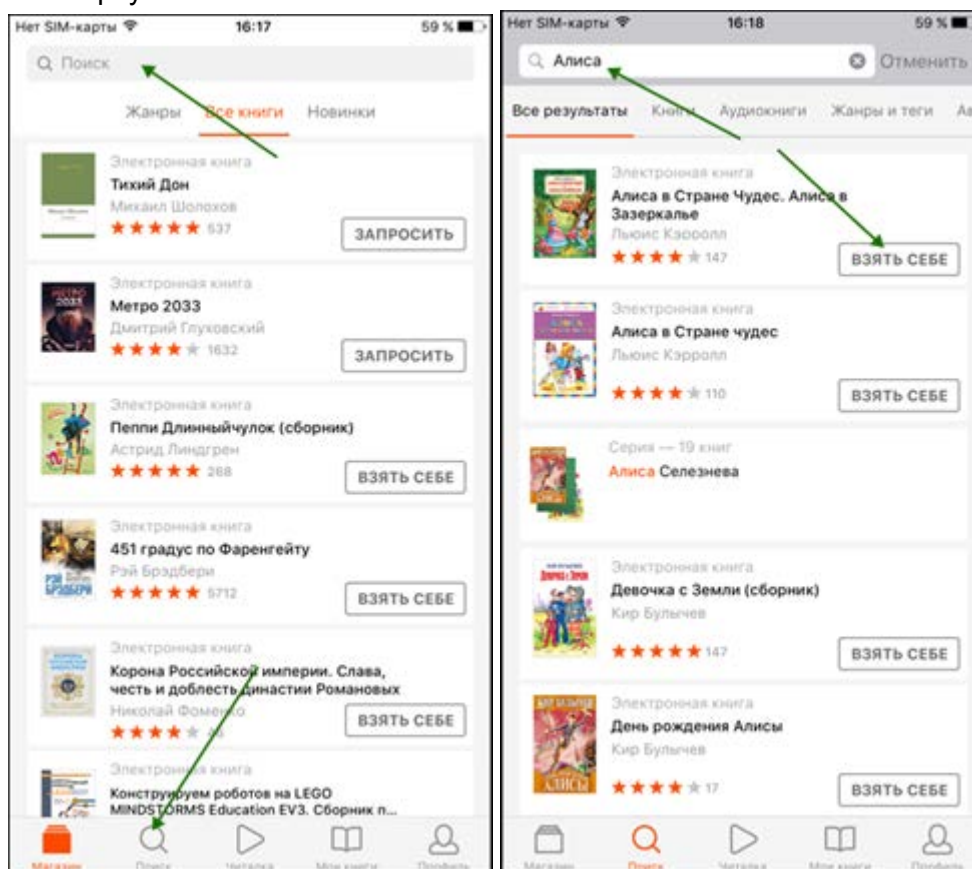 Нет SIM-карты 16:17 59 %
Поиск
Жанры Все книги Новинки
Электронная книга
Тихий Дон
Михаил Шолохов
537
ЗАПРОСИТЬ
Электронная книга
Метро 2033
Дмитрий Глуховский
1632
ЗАПРОСИТЬ
Электронная книга
Пеппи Длинныйчулок (сборник)
Астрид Линдгрен
268
ВЗЯТЬ СЕБЕ
Электронная книга
451 градус по Фаренгейту
Рэй Брэдбери
5712
ВЗЯТЬ СЕБЕ
Электронная книга
Корона Российской империи. Слава,
честь и доблесть династии Романовых
Николай Фоменко
ВЗЯТЬ СЕБЕ
Электронная книга
Конструируем роботов на LEGO
MINDSTORMS Education EV3. Сборник п...
Магазин Поиск Читалка Мои книги Профиль
Нет SIM-карты 16:18 59 %
Алиса Отменить
Все результаты Книги Аудиокниги Жанры и теги Ав
Электронная книга
Алиса в Стране Чудес. Алиса в
Зазеркалье
Льюис Кэрролл
147
ВЗЯТЬ СЕБЕ
Электронная книга
Алиса в Стране чудес
Льюис Кэрролл
110
ВЗЯТЬ СЕБЕ
Серия — 19 книг
Алиса Селезнева
Электронная книга
Девочка с Земли (сборник)
Кир Булычев
147
ВЗЯТЬ СЕБЕ
Электронная книга
День рождения Алисы
Кир Булычев
17
ВЗЯТЬ СЕБЕ
Магазин Поиск Читалка Мои книги Профиль